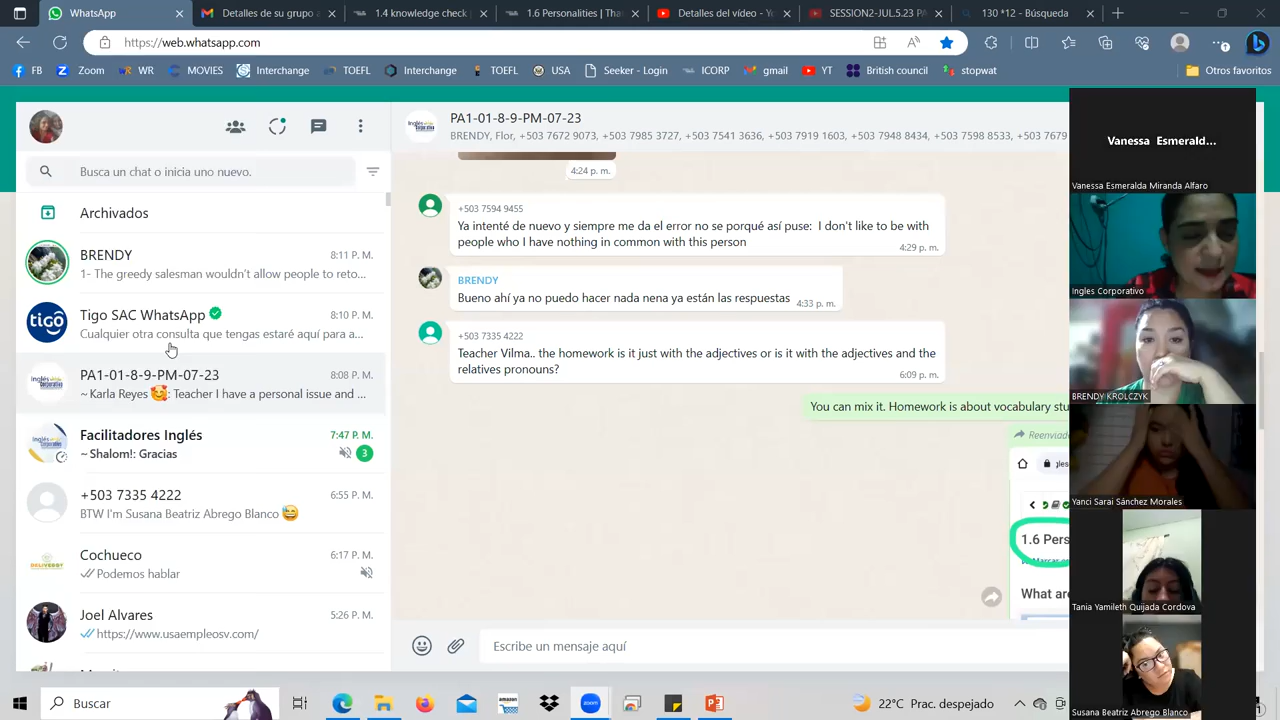 WhatsApp
Detalles de su grupo
1.4 knowledge check
1.6 Personalities | Tha
Detalles del vídeo - Yo
SESSION2-JUL5.23 PA
130 *12 - Búsqueda
https://web.whatsapp.com
FB
Zoom
WR
MOVIES
Interchange
TOEFL
Interchange
TOEFL
USA
Seeker - Login
ICORP
gmail
YT
British council
stopwat
Otros favoritos
Busca un chat o inicia uno nuevo.
Archivados
BRENDY 8:11 P. M.
1- The greedy salesman wouldn't allow people to reto...
tigo
Tigo SAC WhatsApp 8:10 P. M.
Cualquier otra consulta que tengas estaré aquí para a...
PA1-01-8-9-PM-07-23 8:08 P. M.
~ Karla Reyes 🥰: Teacher I have a personal issue and ...
Facilitadores Inglés 7:47 P. M.
~ Shalom!: Gracias 3
+503 7335 4222 6:55 P. M.
BTW I'm Susana Beatriz Abrego Blanco 😅
Cochueco 6:17 P. M.
Podemos hablar
Joel Alvares 5:26 P. M.
https://www.usaempleosv.com/
PA1-01-8-9-PM-07-23
BRENDY, Flor, +503 7672 9073, +503 7985 3727, +503 7541 3636, +503 7919 1603, +503 7948 8434, +503 7598 8533, +503 7679
4:24 p. m.
+503 7594 9455
Ya intenté de nuevo y siempre me da el error no se porqué así puse: I don't like to be with
people who I have nothing in common with this person
4:29 p. m.
BRENDY
Bueno ahí ya no puedo hacer nada nena ya están las respuestas 4:33 p. m.
+503 7335 4222
Teacher Vilma.. the homework is it just with the adjectives or is it with the adjectives and the
relatives pronouns?
6:09 p. m.
You can mix it. Homework is about vocabulary stu
Reenviado
1.6 Pers
What are
Escribe un mensaje aquí
Vanessa Esmerald...
Vanessa Esmeralda Miranda Alfaro
Ingles Corporativo
BRENDY KROLCZYK
Yanci Sarai Sánchez Morales
Tania Yamileth Quijada Cordova
Susana Beatriz Abrego Blanco
Buscar
amazon
zoom
22°C Prac. despejado